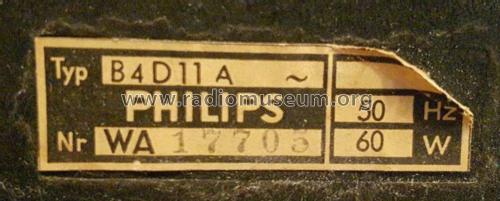 Typ B4D11A ~
PHILIPS 50 Hz
Nr WA 17705 60 W
© www.radiomuseum.org